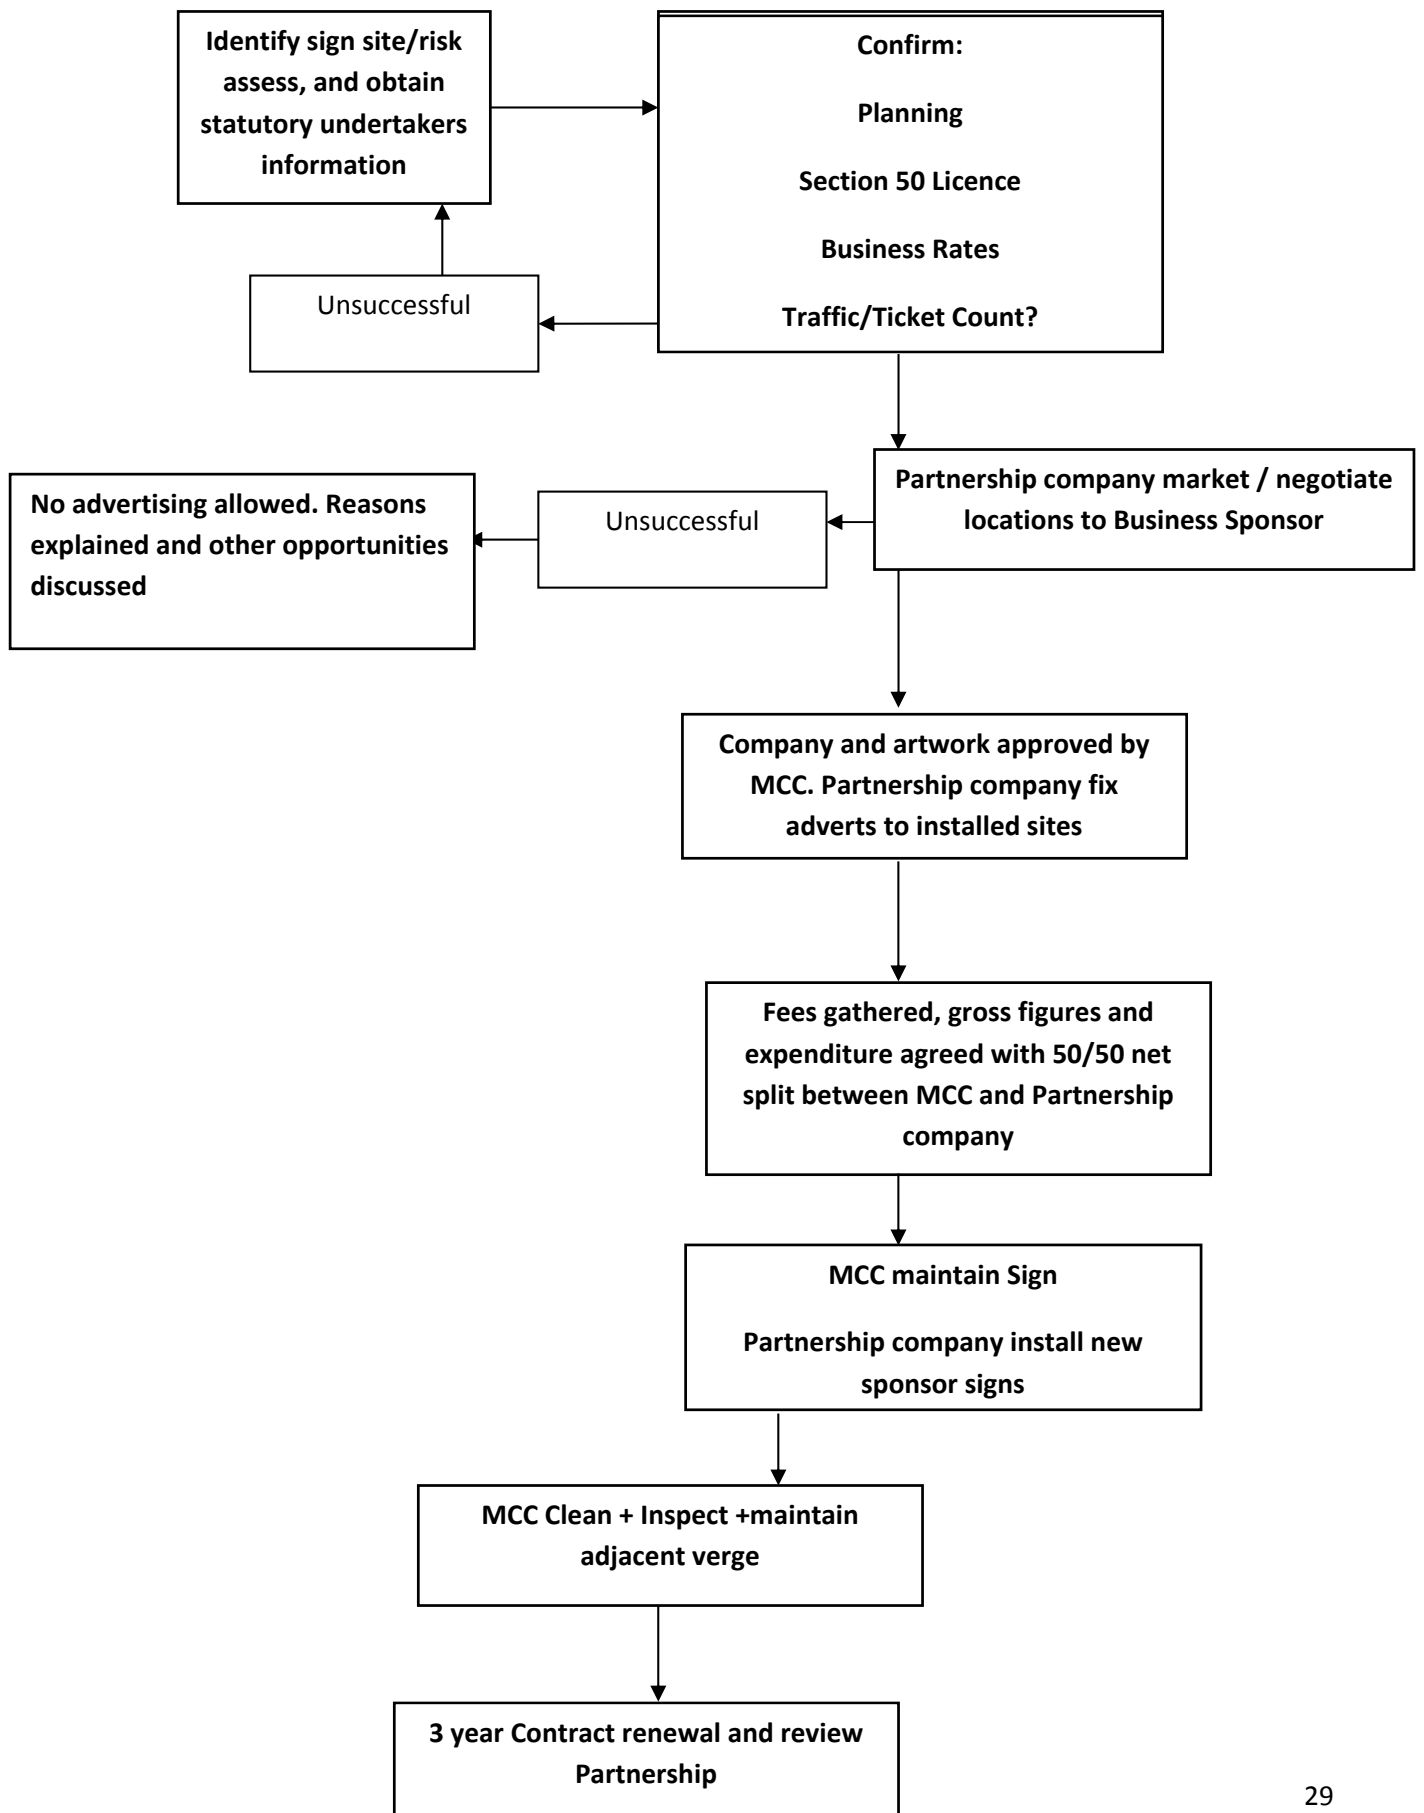 Identify sign site/risk
assess, and obtain
statutory undertakers
information
Confirm:
Planning
Section 50 Licence
Business Rates
Traffic/Ticket Count?
Unsuccessful
Partnership company market / negotiate
locations to Business Sponsor
Unsuccessful
No advertising allowed. Reasons
explained and other opportunities
discussed
Company and artwork approved by
MCC. Partnership company fix
adverts to installed sites
Fees gathered, gross figures and
expenditure agreed with 50/50 net
split between MCC and Partnership
company
MCC maintain Sign
Partnership company install new
sponsor signs
MCC Clean + Inspect +maintain
adjacent verge
3 year Contract renewal and review
Partnership
29